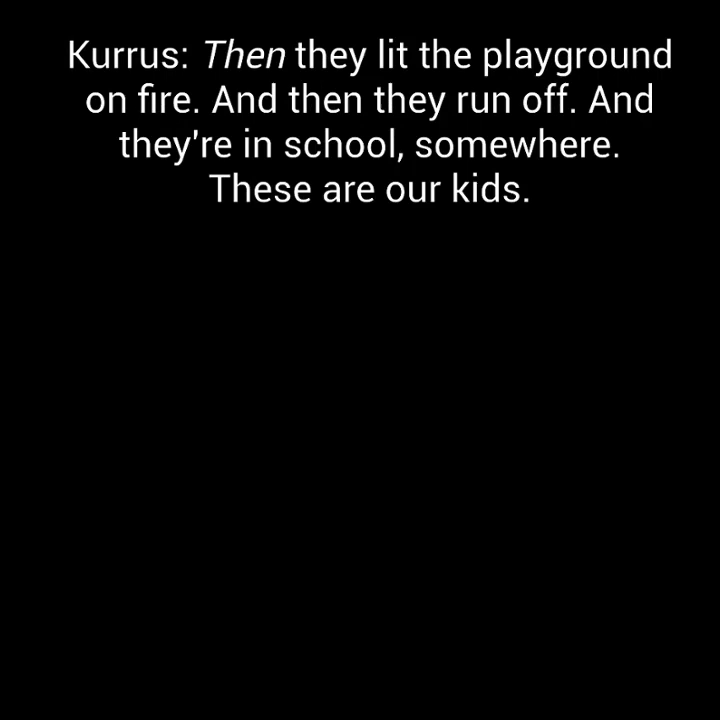 Kurrus: Then they lit the playground
on fire. And then they run off. And
they're in school, somewhere.
These are our kids.